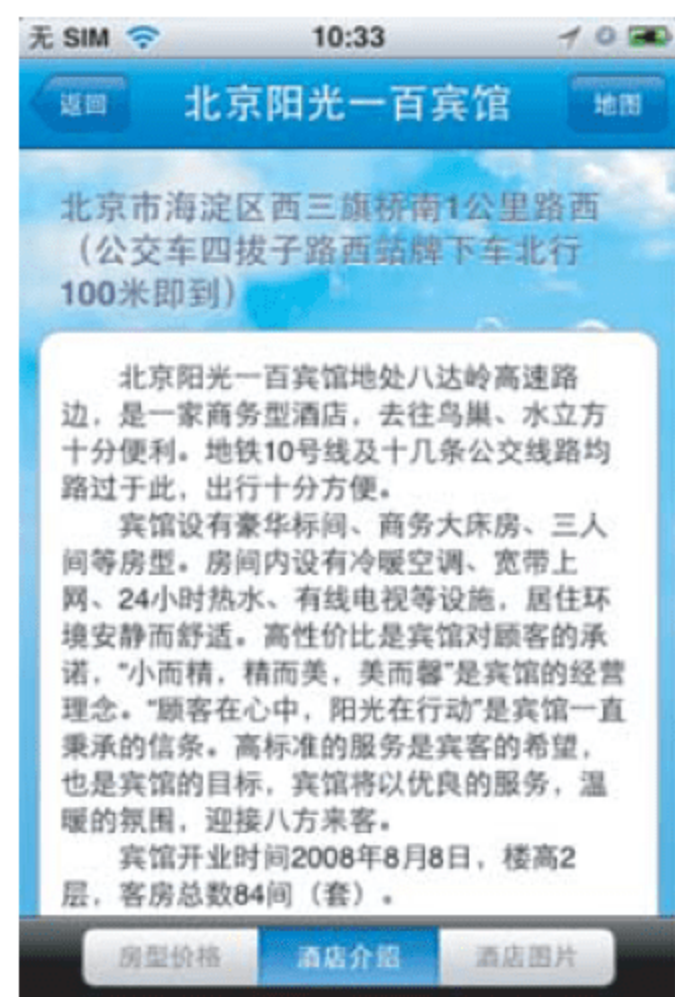 无 SIM 10:33
返回 北京阳光一百宾馆 地图
北京市海淀区西三旗桥南1公里路西
（公交车四拨子路西站牌下车北行
100米即到）
北京阳光一百宾馆地处八达岭高速路
边，是一家商务型酒店，去往鸟巢、水立方
十分便利。地铁10号线及十几条公交线路均
路过于此，出行十分方便。
宾馆设有豪华标间、商务大床房、三人
间等房型。房间内设有冷暖空调、宽带上
网、24小时热水、有线电视等设施，居住环
境安静而舒适。高性价比是宾馆对顾客的承
诺，“小而精，精而美，美而馨”是宾馆的经营
理念。“顾客在心中，阳光在行动”是宾馆一直
秉承的信条。高标准的服务是宾客的希望，
也是宾馆的目标，宾馆将以优良的服务，温
暖的氛围，迎接八方来客。
宾馆开业时间2008年8月8日，楼高2
层，客房总数84间（套）。
房型价格 酒店介绍 酒店图片